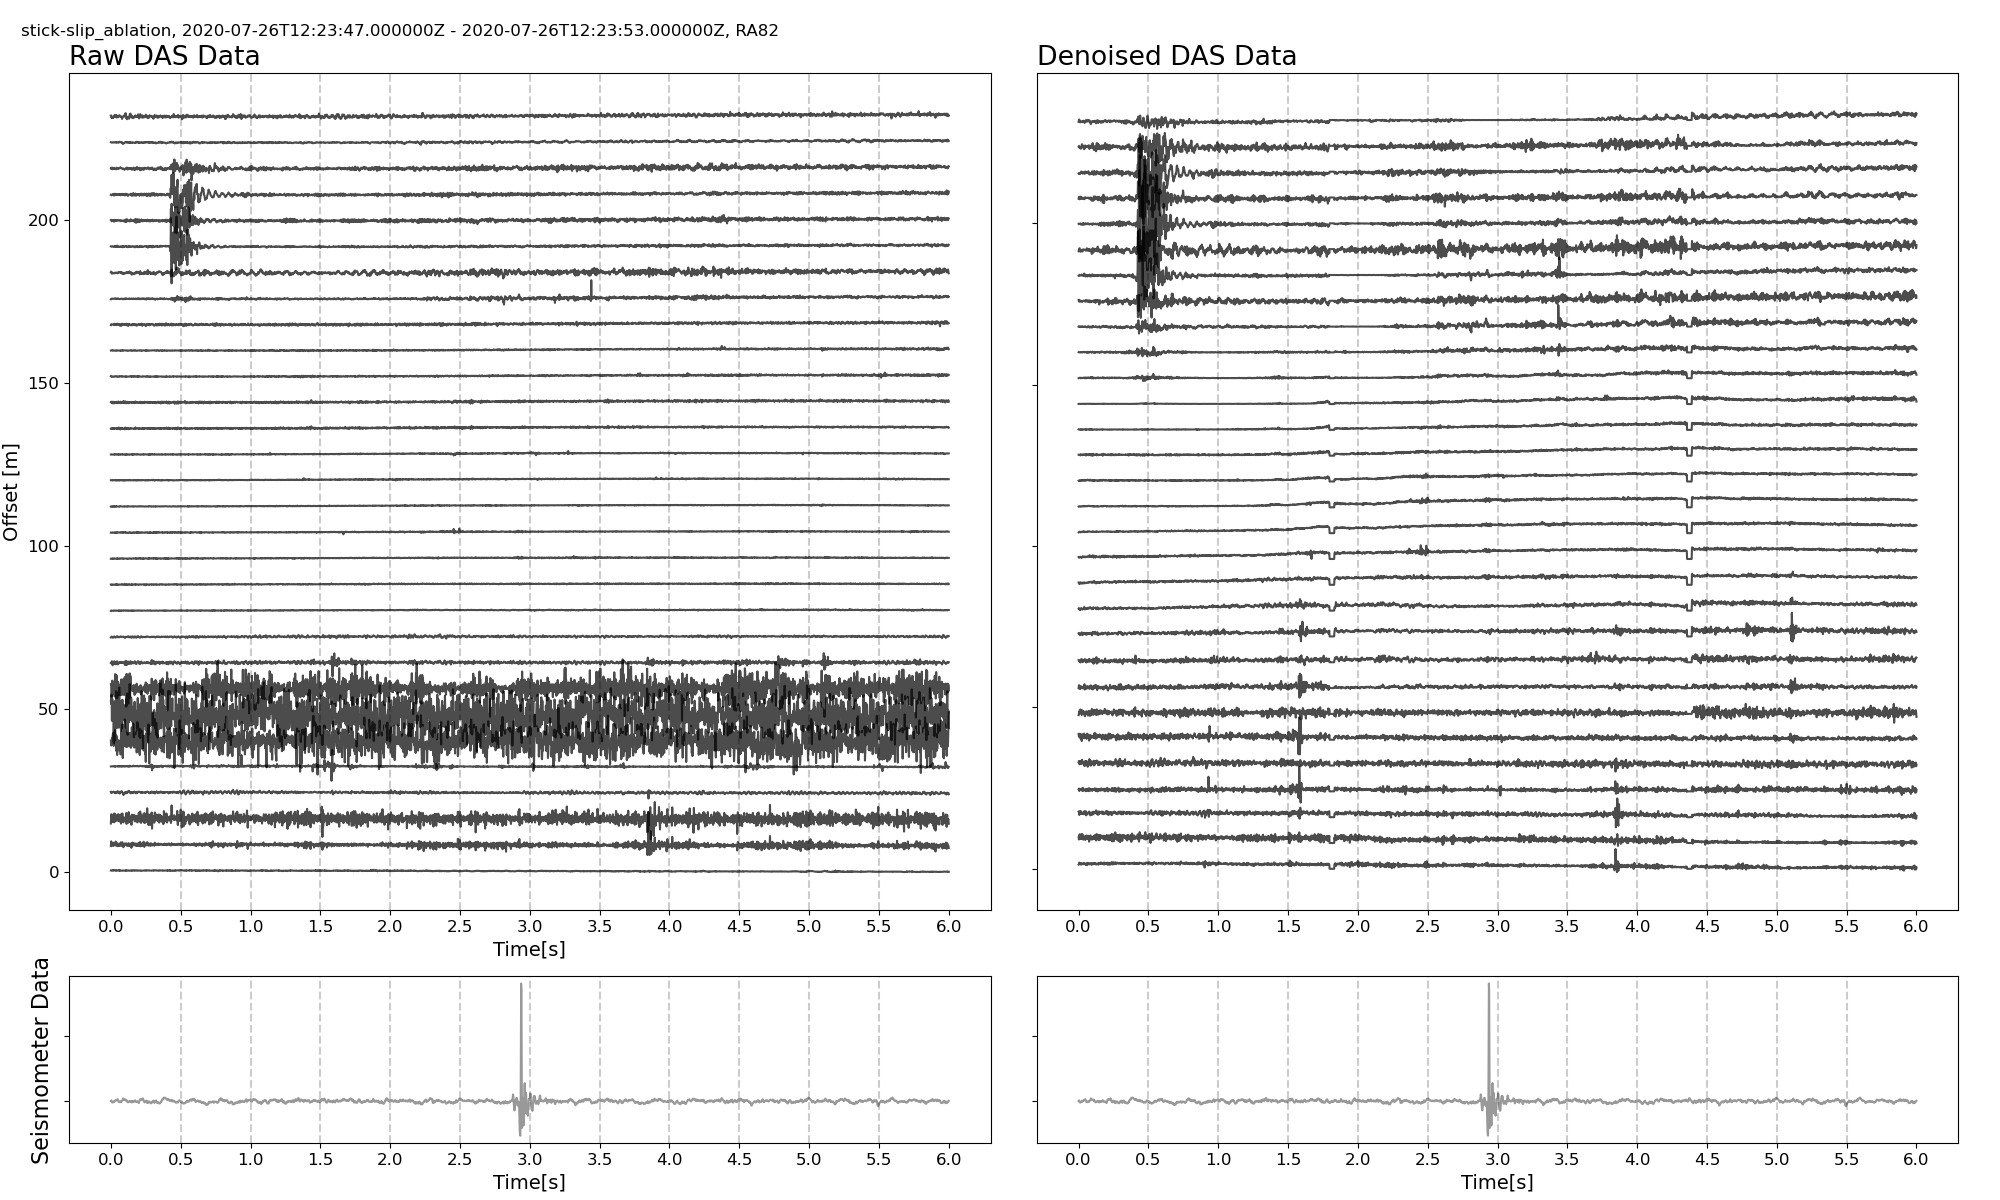 stick-slip_ablation, 2020-07-26T12:23:47.000000Z - 2020-07-26T12:23:53.000000Z, RA82
Raw DAS Data
Denoised DAS Data
Offset [m]
200
150
100
50
0
0.0 0.5 1.0 1.5 2.0 2.5 3.0 3.5 4.0 4.5 5.0 5.5 6.0
Time[s]
0.0 0.5 1.0 1.5 2.0 2.5 3.0 3.5 4.0 4.5 5.0 5.5 6.0
Seismometer Data
0.0 0.5 1.0 1.5 2.0 2.5 3.0 3.5 4.0 4.5 5.0 5.5 6.0
Time[s]
0.0 0.5 1.0 1.5 2.0 2.5 3.0 3.5 4.0 4.5 5.0 5.5 6.0
Time[s]